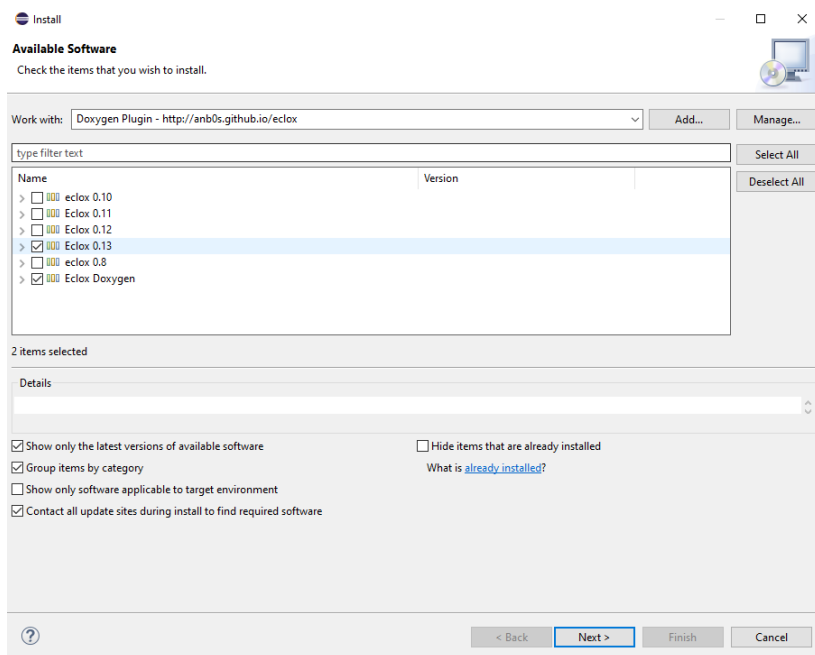 Install
Available Software
Check the items that you wish to install.
Work with: Doxygen Plugin - http://anb0s.github.io/eclox Add... Manage...
type filter text Select All
Name Version Deselect All
eclox 0.10
Eclox 0.11
Eclox 0.12
Eclox 0.13
eclox 0.8
Eclox Doxygen
2 items selected
Details
Show only the latest versions of available software Hide items that are already installed
Group items by category What is already installed?
Show only software applicable to target environment
Contact all update sites during install to find required software
? < Back Next > Finish Cancel